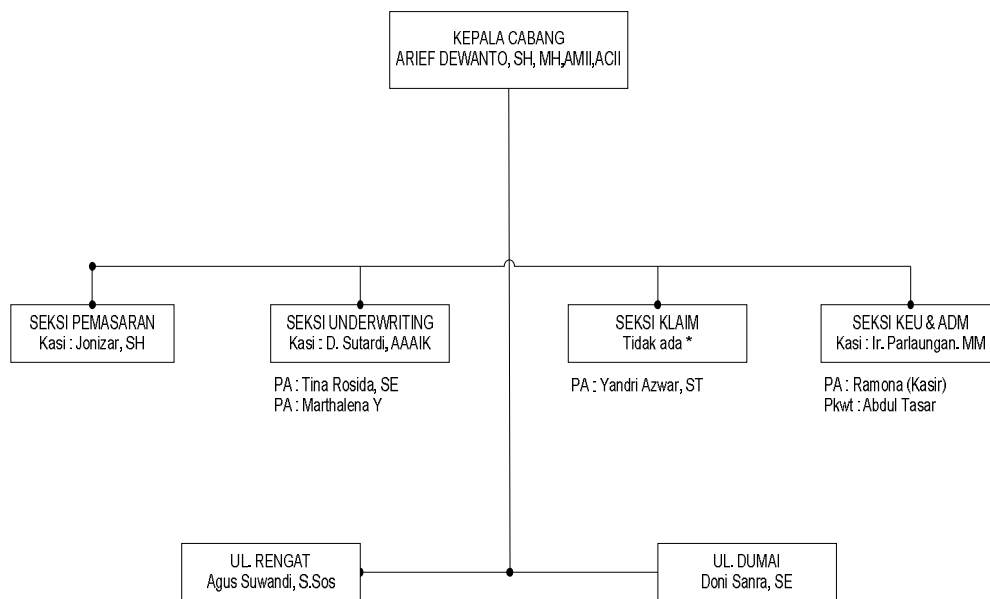 KEPALA CABANG
ARIEF DEWANTO, SH, MH,AMII,ACII
SEKSI PEMASARAN
Kasi : Jonizar, SH
SEKSI UNDERWRITING
Kasi : D. Sutardi, AAAIK
PA : Tina Rosida, SE
PA : Marthalena Y
SEKSI KLAIM
Tidak ada *
PA : Yandri Azwar, ST
SEKSI KEU & ADM
Kasi : Ir. Parlaungan. MM
PA : Ramona (Kasir)
Pkwt : Abdul Tasar
UL. RENGAT
Agus Suwandi, S.Sos
UL. DUMAI
Doni Sanra, SE